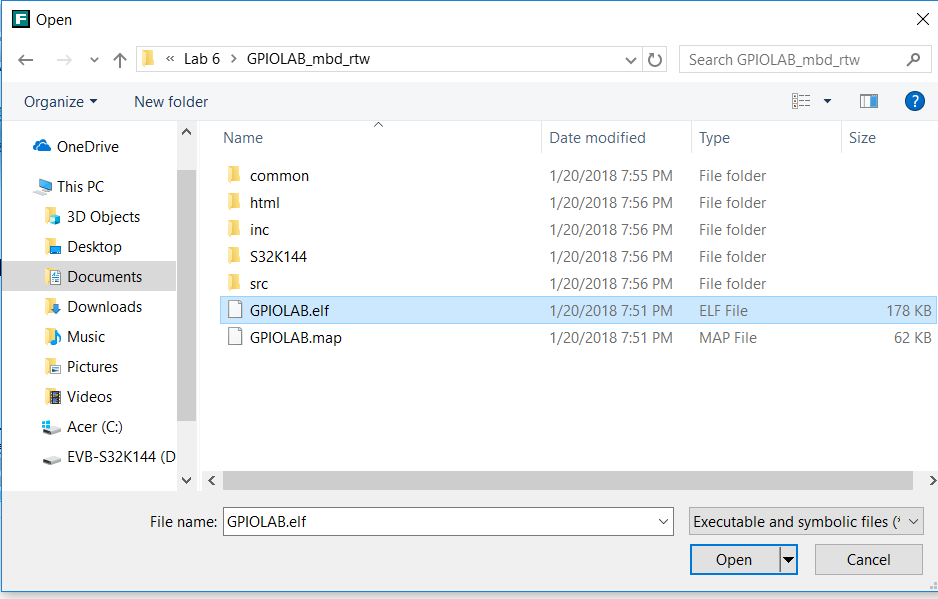 F Open
« Lab 6 > GPIOLAB_mbd_rtw
Search GPIOLAB_mbd_rtw
Organize New folder ?
Name Date modified Type Size
OneDrive
This PC
3D Objects
Desktop
Documents
Downloads
Music
Pictures
Videos
Acer (C:)
EVB-S32K144 (D
common 1/20/2018 7:55 PM File folder
html 1/20/2018 7:56 PM File folder
inc 1/20/2018 7:56 PM File folder
S32K144 1/20/2018 7:56 PM File folder
src 1/20/2018 7:56 PM File folder
GPIOLAB.elf 1/20/2018 7:51 PM ELF File 178 KB
GPIOLAB.map 1/20/2018 7:51 PM MAP File 62 KB
File name: GPIOLAB.elf Executable and symbolic files (*
Open Cancel